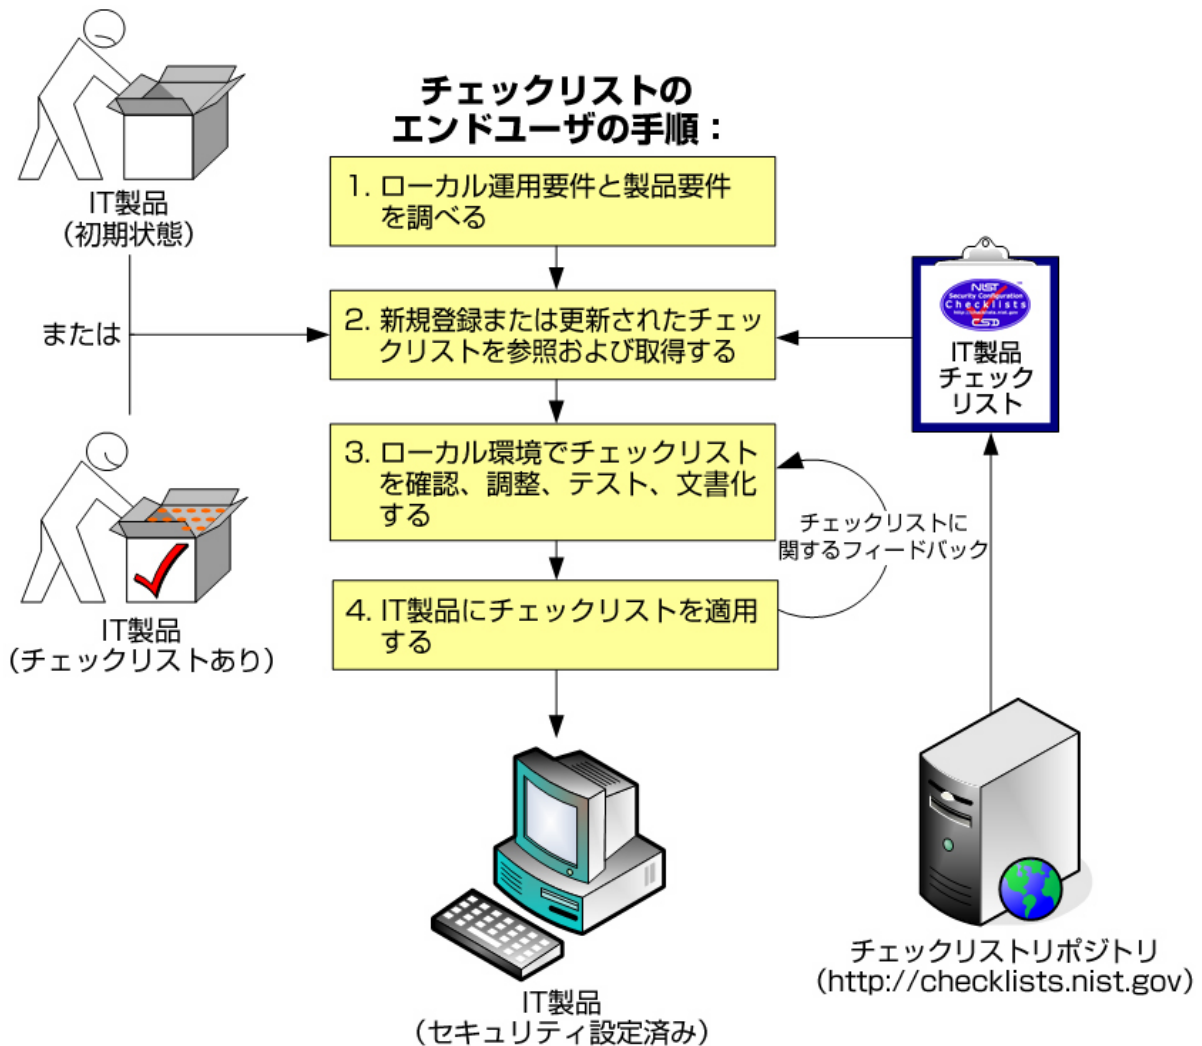 チェックリストの
エンドユーザの手順：
IT製品
（初期状態）
または
IT製品
（チェックリストあり）
1. ローカル運用要件と製品要件
を調べる
2. 新規登録または更新されたチェッ
クリストを参照および取得する
3. ローカル環境でチェックリスト
を確認、調整、テスト、文書化
する
4. IT製品にチェックリストを適用
する
チェックリストに
関するフィードバック
NIST
Security Configuration
Checklists
http://checklists.nist.gov
CSD
IT製品
チェック
リスト
チェックリストリポジトリ
（http://checklists.nist.gov）
IT製品
（セキュリティ設定済み）